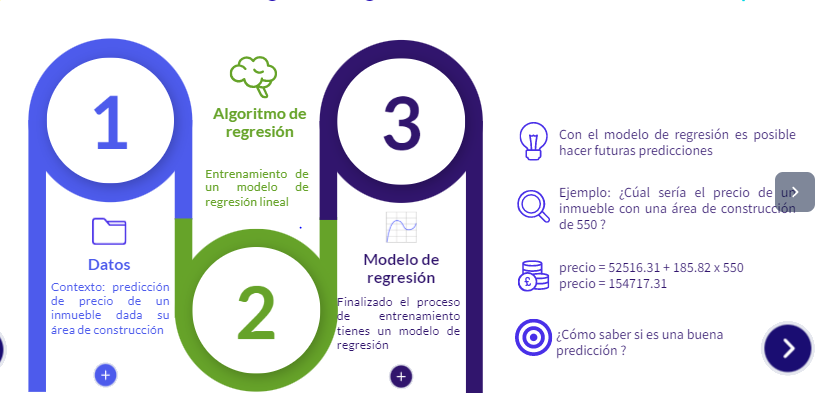 1
Datos
Contexto: predicción
de precio de un
inmueble dada su
área de construcción
+
Algoritmo de
regresión
Entrenamiento de
un modelo de
regresión lineal
2
3
Modelo de
regresión
Finalizado el proceso
de entrenamiento
tienes un modelo de
regresión
+
Con el modelo de regresión es posible
hacer futuras predicciones
Ejemplo: ¿Cúal sería el precio de un
inmueble con una área de construcción
de 550 ?
£
precio = 52516.31 + 185.82 x 550
precio = 154717.31
¿Cómo saber si es una buena
predicción ?